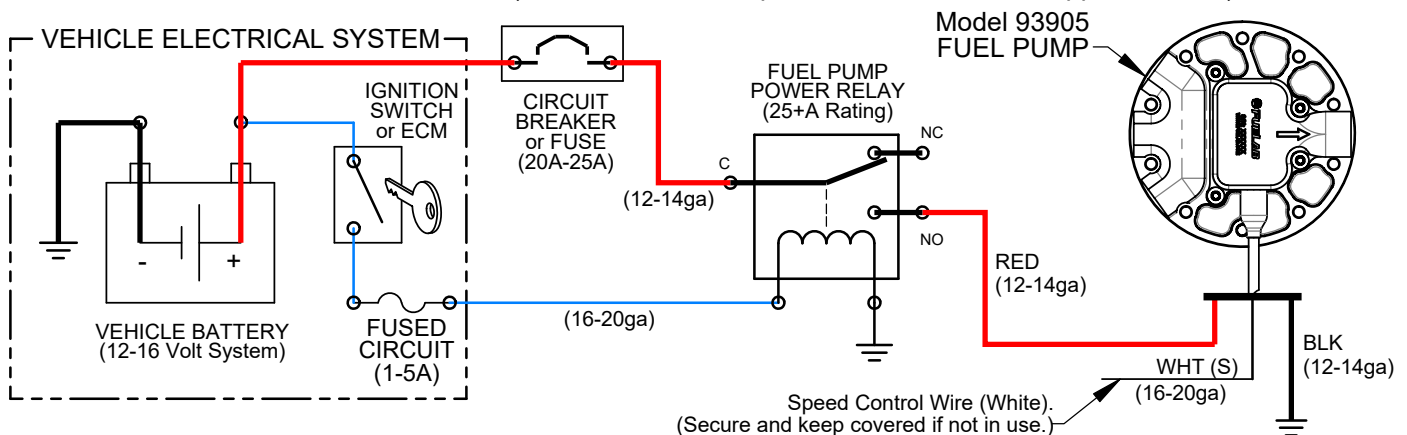 VEHICLE ELECTRICAL SYSTEM
IGNITION
SWITCH
or ECM
-
+
VEHICLE BATTERY
(12-16 Volt System)
FUSED
CIRCUIT
(1-5A)
CIRCUIT
BREAKER
or FUSE
(20A-25A)
FUEL PUMP
POWER RELAY
(25+A Rating)
C
NC
NO
(12-14ga)
(16-20ga)
Model 93905
FUEL PUMP
FUELAB
RED
(12-14ga)
WHT (S)
(16-20ga)
BLK
(12-14ga)
Speed Control Wire (White).
(Secure and keep covered if not in use.)